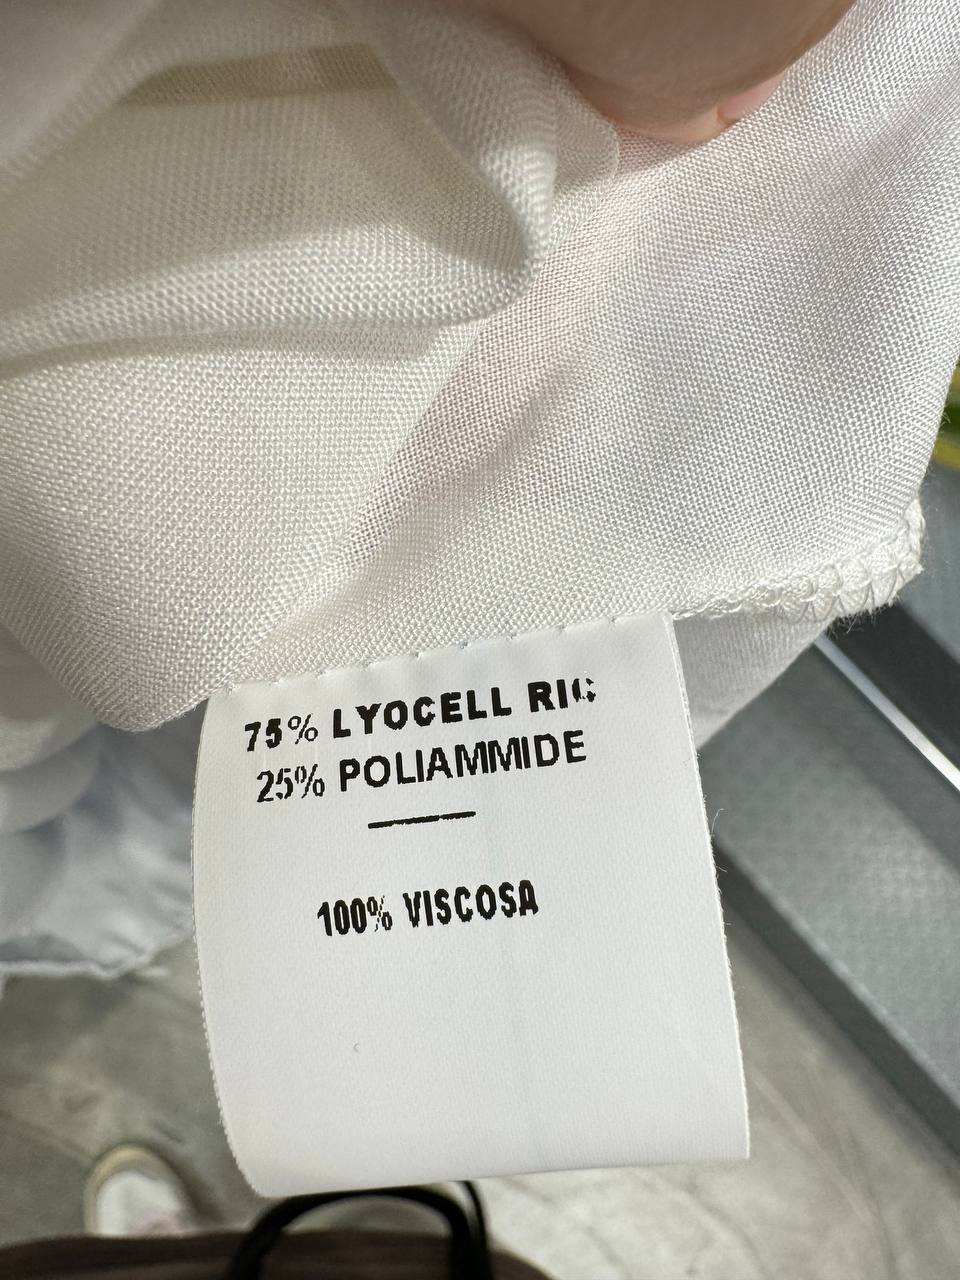 75% LYOCELL RIC
25% POLIAMMIDE
100% VISCOSA